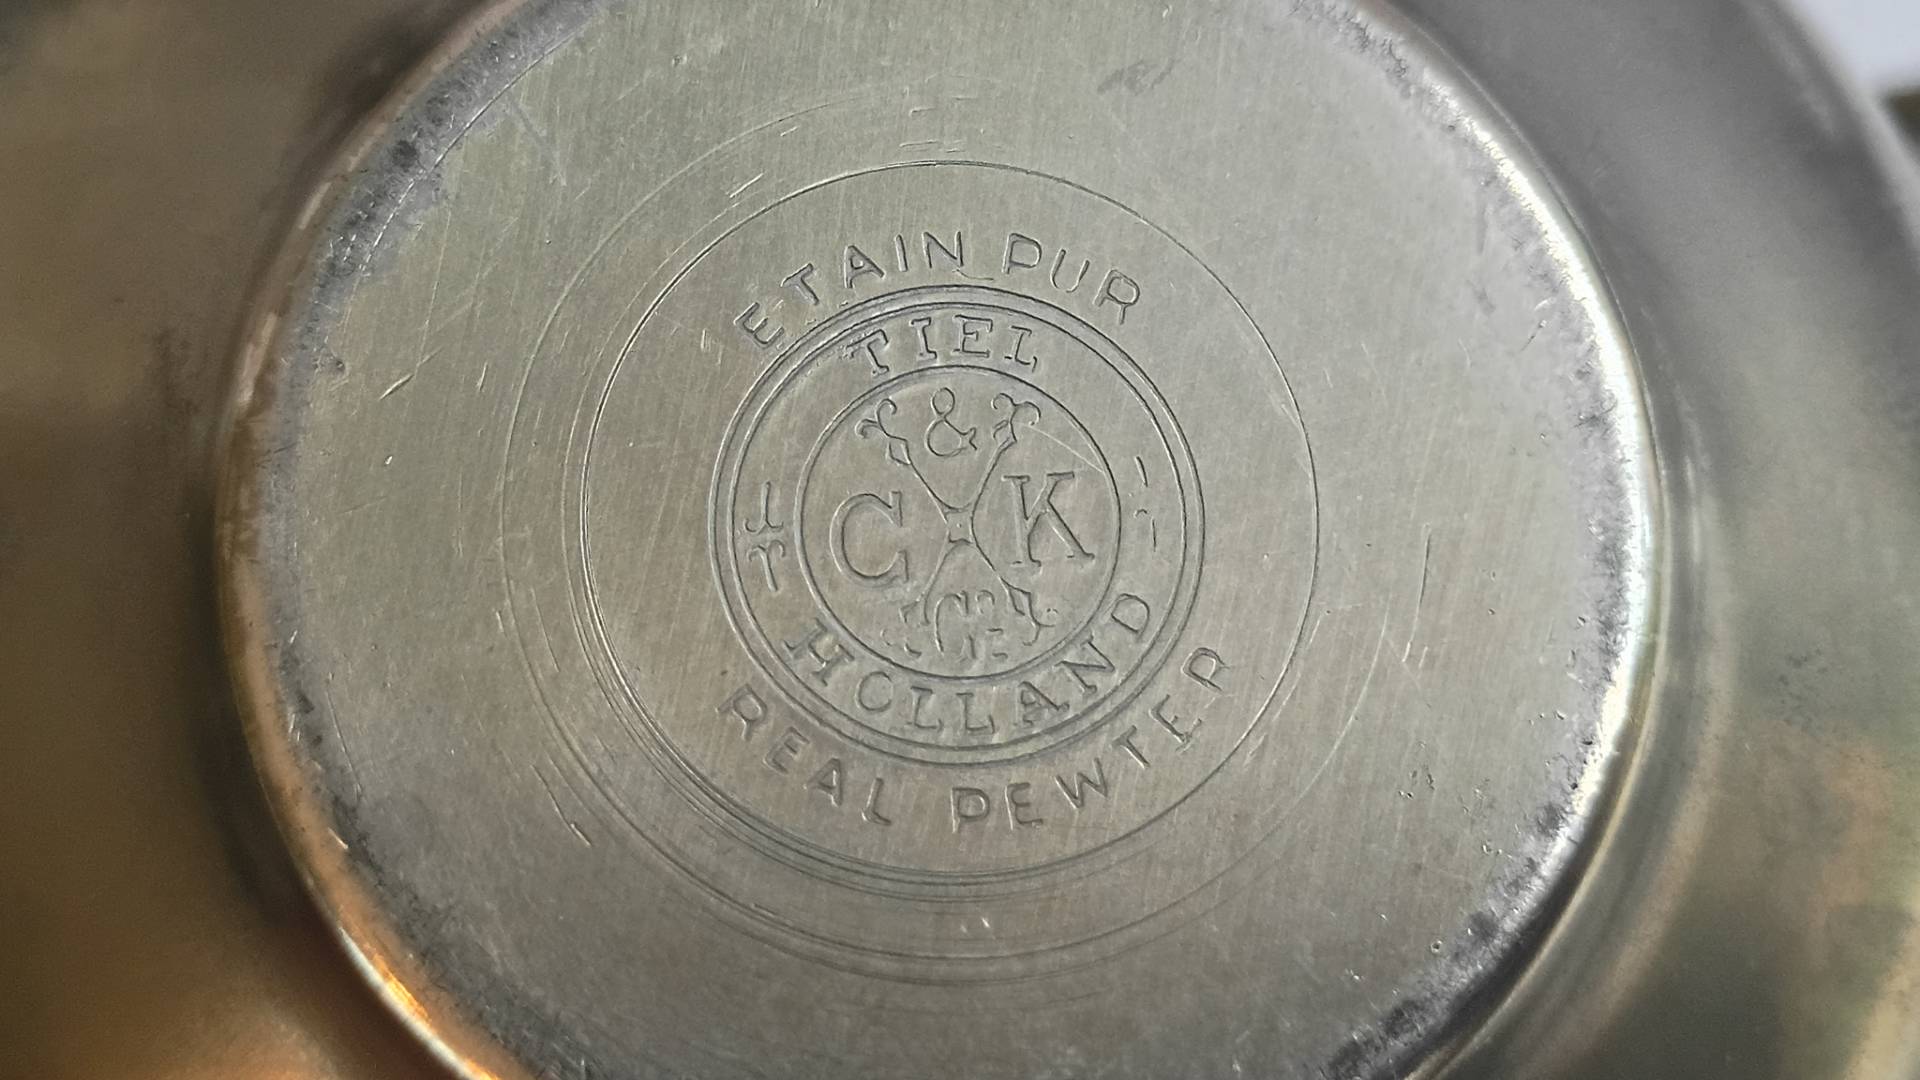 ETAIN PUR
TIEL
&
C K
HOLLAND
REAL PEWTER